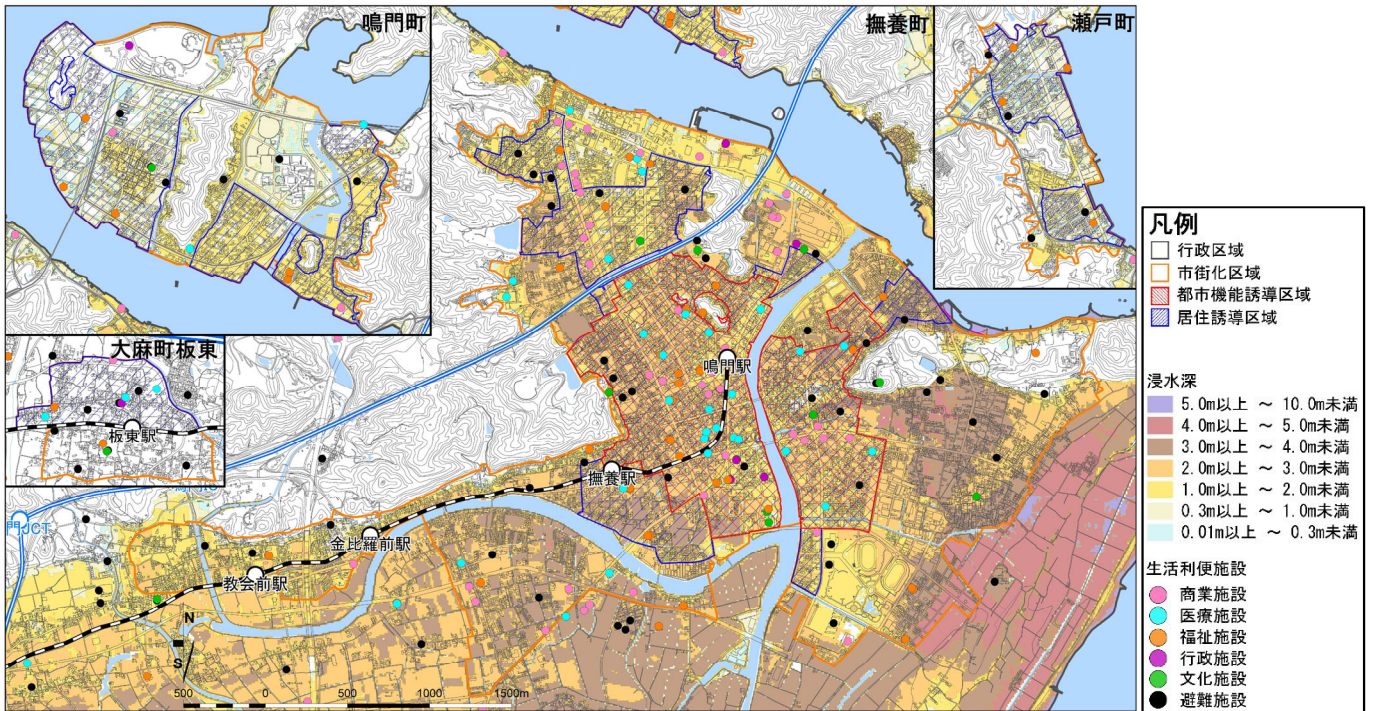 鳴門町
撫養町
瀬戸町
大麻町板東
板東駅
鳴門駅
撫養駅
金比羅前駅
教会前駅
門JCT
N
S
500 0 500 1000 1500m
凡例
行政区域
市街化区域
都市機能誘導区域
居住誘導区域
浸水深
5.0m以上 ～ 10.0m未満
4.0m以上 ～ 5.0m未満
3.0m以上 ～ 4.0m未満
2.0m以上 ～ 3.0m未満
1.0m以上 ～ 2.0m未満
0.3m以上 ～ 1.0m未満
0.01m以上 ～ 0.3m未満
生活利便施設
商業施設
医療施設
福祉施設
行政施設
文化施設
避難施設